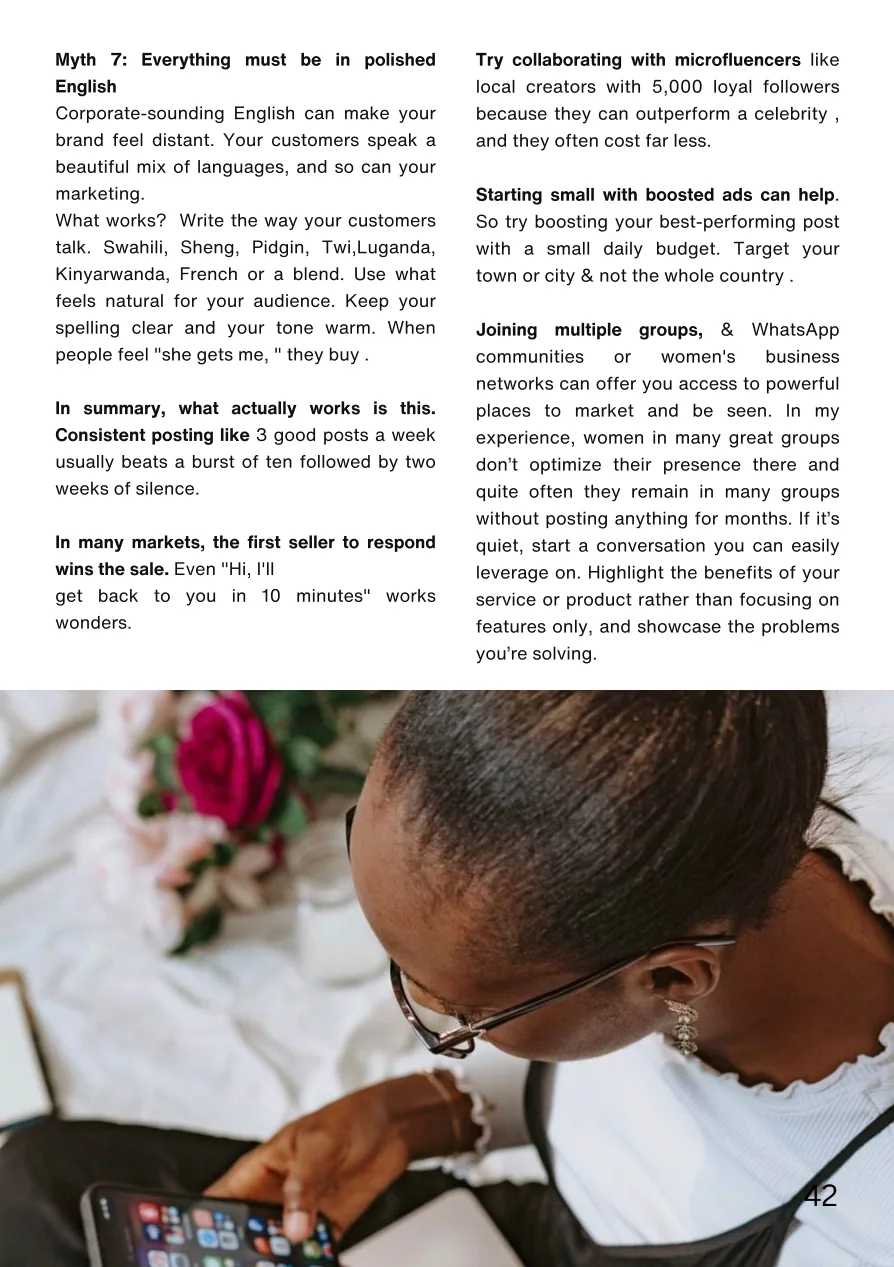 Myth 7: Everything must be in polished
English
Corporate-sounding English can make your
brand feel distant. Your customers speak a
beautiful mix of languages, and so can your
marketing.
What works?  Write the way your customers
talk. Swahili, Sheng, Pidgin, Twi,Luganda,
Kinyarwanda, French or a blend. Use what
feels natural for your audience. Keep your
spelling clear and your tone warm. When
people feel "she gets me, " they buy .
In summary, what actually works is this.
Consistent posting like 3 good posts a week
usually beats a burst of ten followed by two
weeks of silence.
In many markets, the first seller to respond
wins the sale. Even "Hi, I'll
get back to you in 10 minutes" works
wonders.
Try collaborating with microfluencers like
local creators with 5,000 loyal followers
because they can outperform a celebrity ,
and they often cost far less.
Starting small with boosted ads can help.
So try boosting your best-performing post
with a small daily budget. Target your
town or city & not the whole country .
Joining multiple groups, & WhatsApp
communities or women's business
networks can offer you access to powerful
places to market and be seen. In my
experience, women in many great groups
don’t optimize their presence there and
quite often they remain in many groups
without posting anything for months. If it’s
quiet, start a conversation you can easily
leverage on. Highlight the benefits of your
service or product rather than focusing on
features only, and showcase the problems
you’re solving.
42